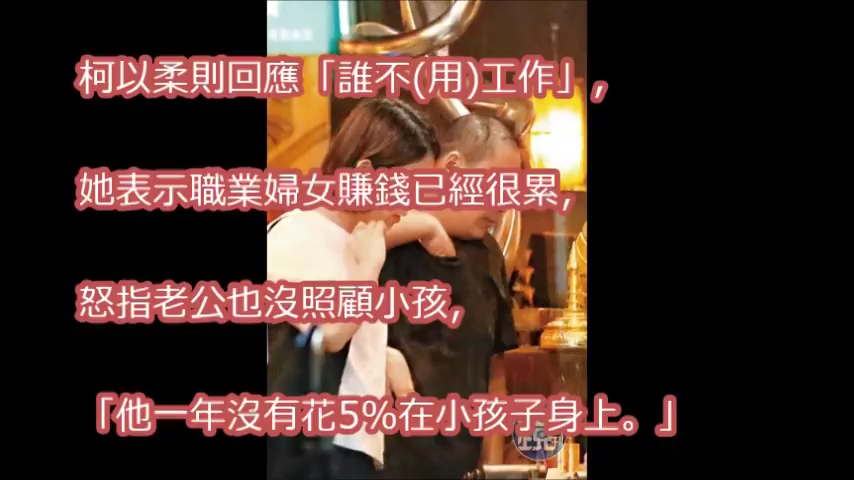 柯以柔則回應「誰不(用)工作」,
她表示職業婦女賺錢已經很累,
怒指老公也沒照顧小孩,
「他一年沒有花5%在小孩子身上。」